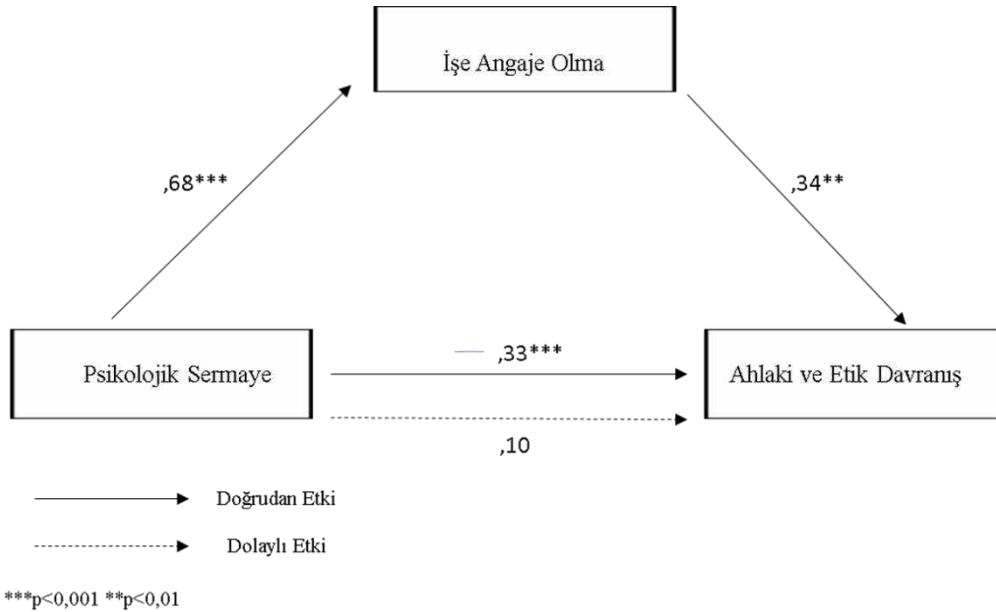 İşe Angaje Olma
,68***
,34**
,33***
Psikolojik Sermaye
Ahlaki ve Etik Davranış
,10
Doğrudan Etki
Dolaylı Etki
***p<0,001 **p<0,01